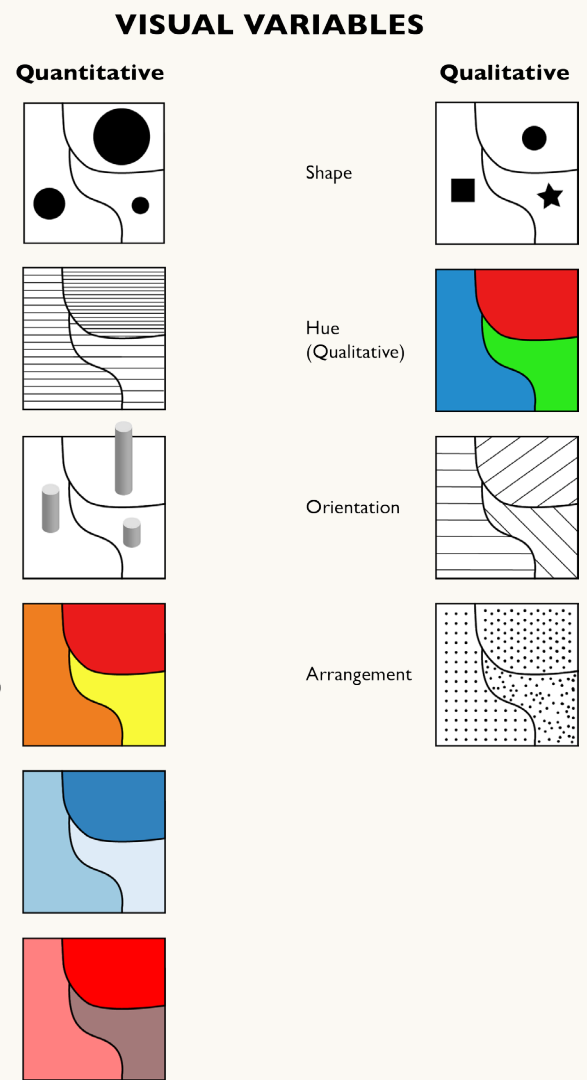 VISUAL VARIABLES
Quantitative
Qualitative
Shape
Hue
(Qualitative)
Orientation
)
Arrangement